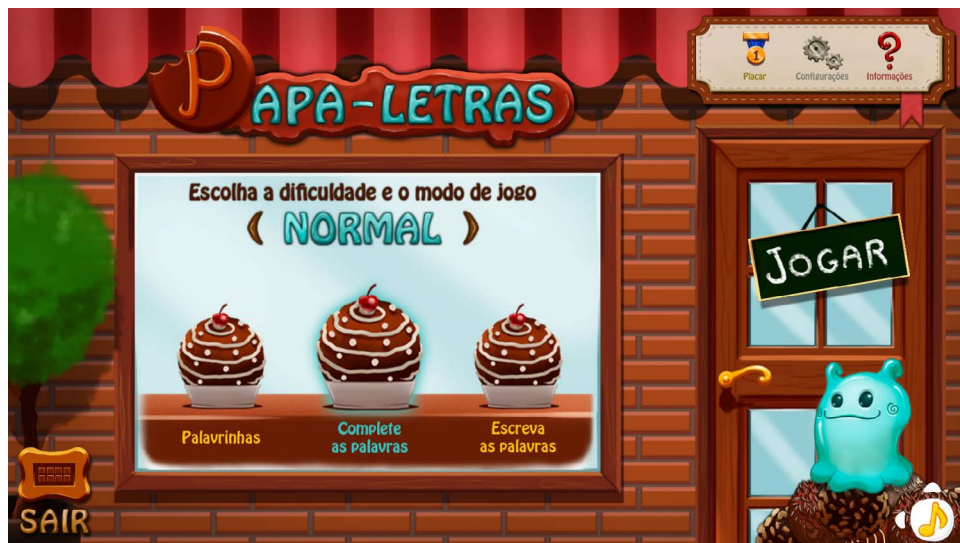 PAPA-LETRAS
1
Placar
Configurações
Informações
Escolha a dificuldade e o modo de jogo
NORMAL
JOGAR
Palavrinhas
Complete
as palavras
Escreva
as palavras
SAIR